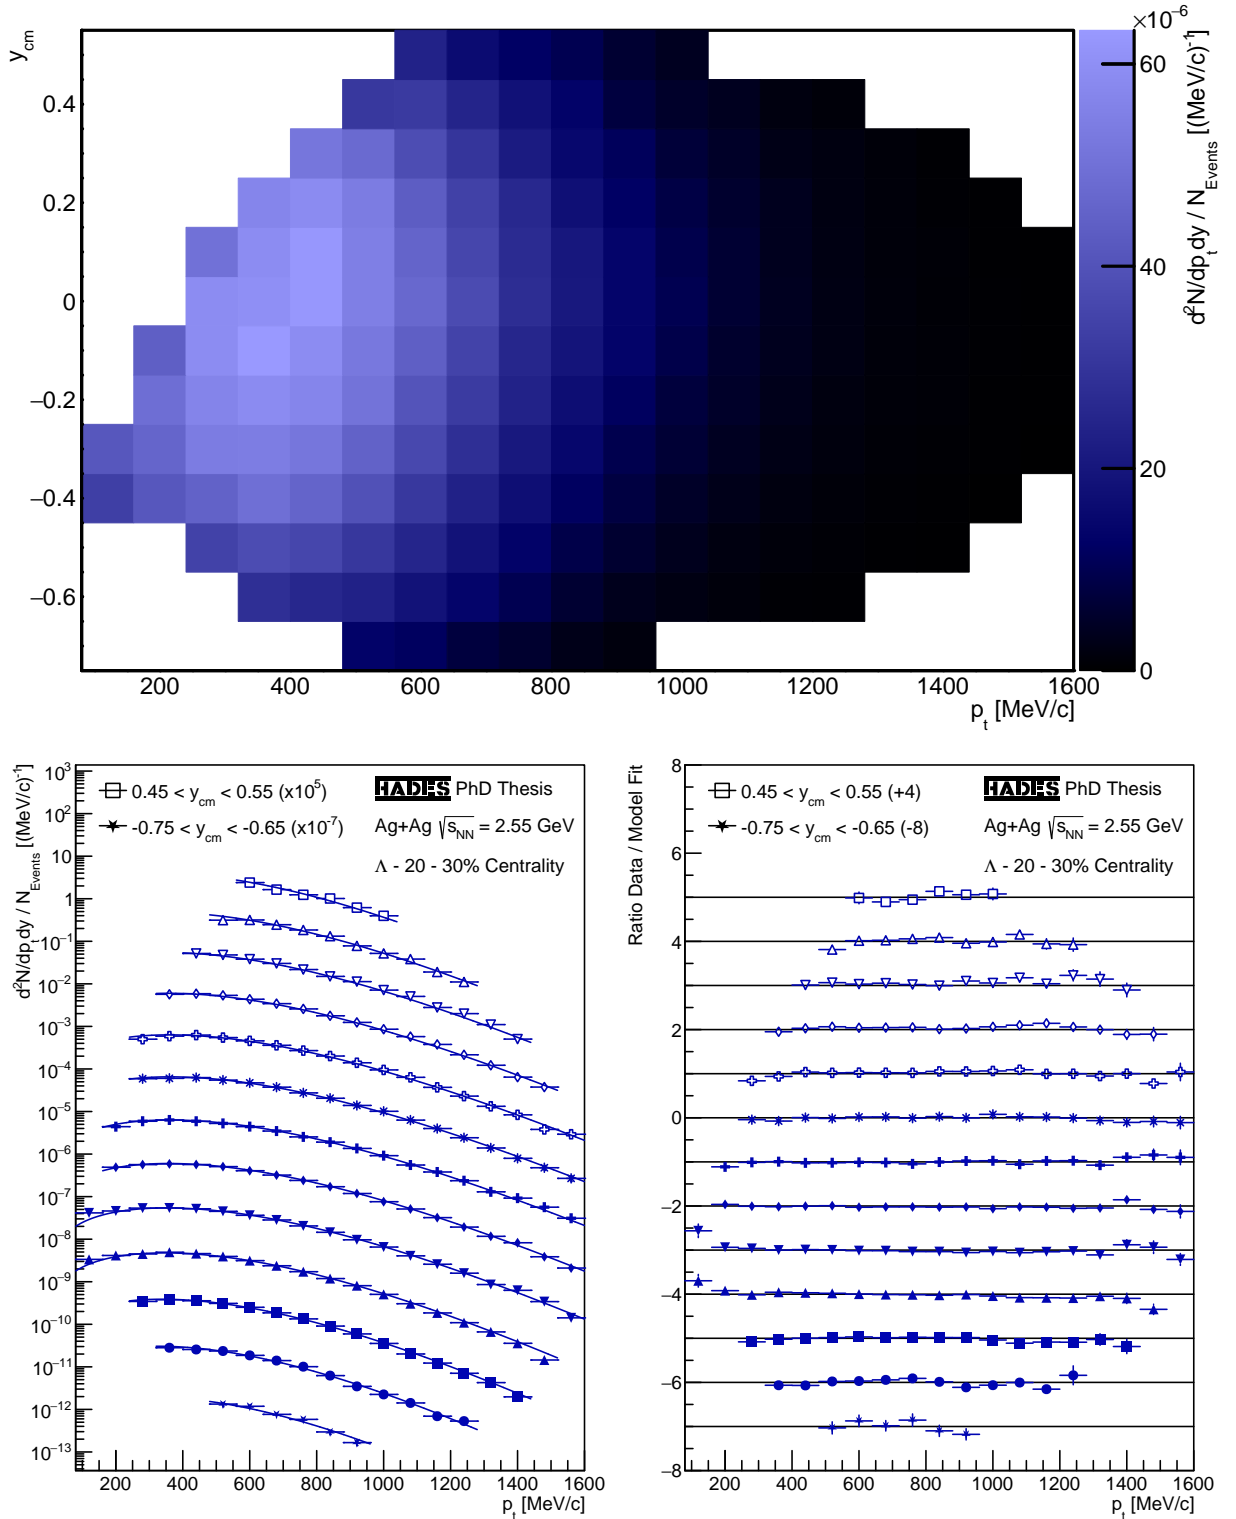 ×10⁻⁶
y_cm
0.4
0.2
0
−0.2
−0.4
−0.6
200 400 600 800 1000 1200 1400 1600
p_t [MeV/c]
60
40
20
0
d²N/dp_t dy / N_Events [(MeV/c)⁻¹]
d²N/dp_t dy / N_Events [(MeV/c)⁻¹]
10³
10²
10
1
10⁻¹
10⁻²
10⁻³
10⁻⁴
10⁻⁵
10⁻⁶
10⁻⁷
10⁻⁸
10⁻⁹
10⁻¹⁰
10⁻¹¹
10⁻¹²
10⁻¹³
0.45 < y_cm < 0.55 (x10⁵)
-0.75 < y_cm < -0.65 (x10⁻⁷)
HADES PhD Thesis
Ag+Ag √s_NN = 2.55 GeV
Λ - 20 - 30% Centrality
200 400 600 800 1000 1200 1400 1600
p_t [MeV/c]
Ratio Data / Model Fit
8
6
4
2
0
−2
−4
−6
−8
0.45 < y_cm < 0.55 (+4)
-0.75 < y_cm < -0.65 (-8)
HADES PhD Thesis
Ag+Ag √s_NN = 2.55 GeV
Λ - 20 - 30% Centrality
200 400 600 800 1000 1200 1400 1600
p_t [MeV/c]